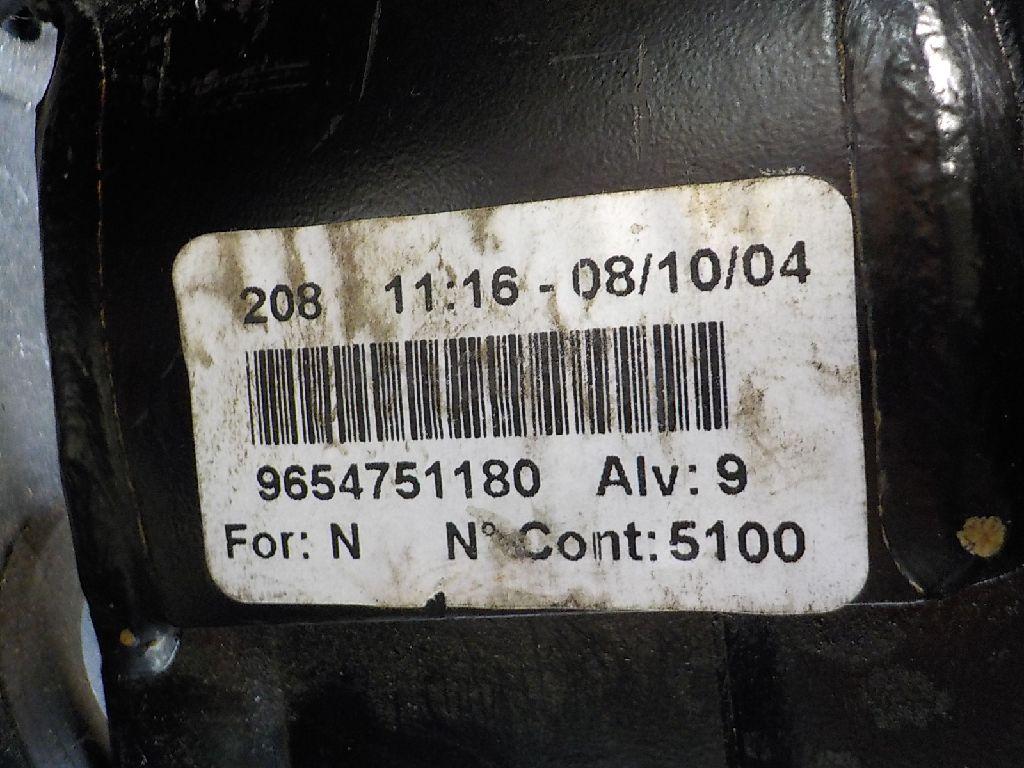 208 11:16 - 08/10/04
9654751180 Alv: 9
For: N N° Cont: 5100